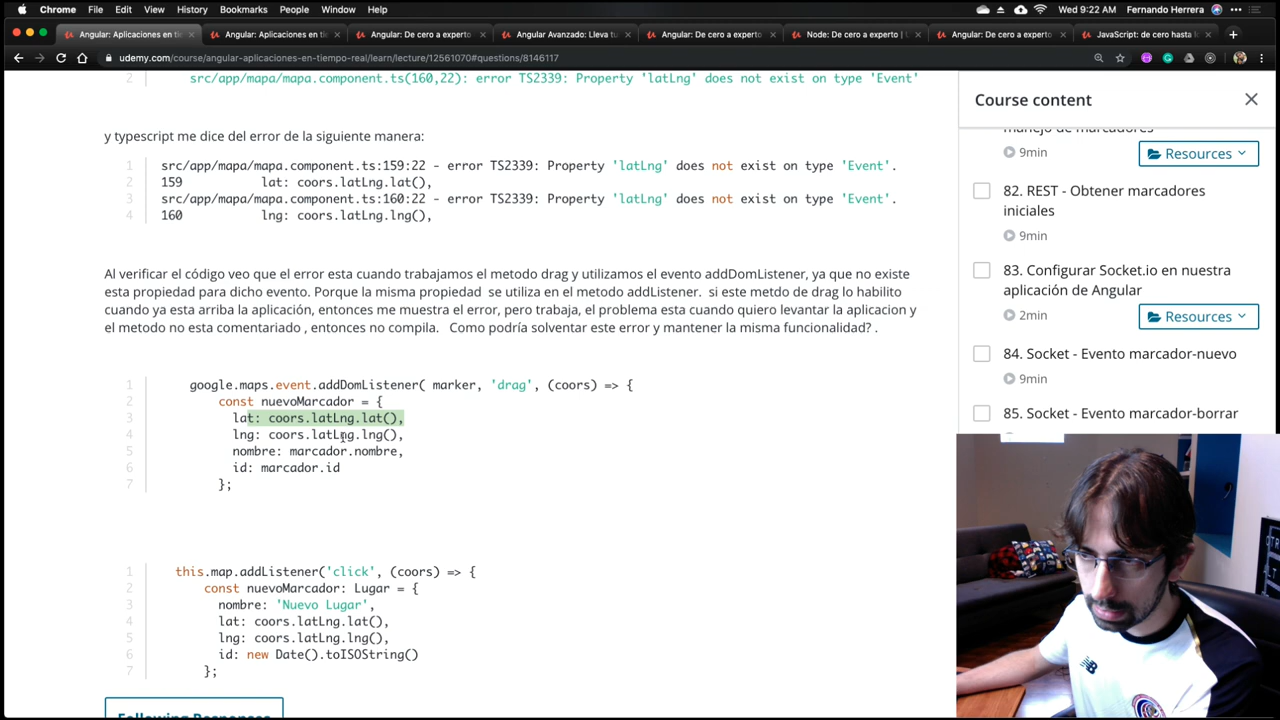 Chrome File Edit View History Bookmarks People Window Help
Wed 9:22 AM Fernando Herrera
Angular: Aplicaciones en tie
Angular: Aplicaciones en tim
Angular: De cero a experto
Angular Avanzado: Lleva tu
Angular: De cero a experto
Node: De cero a experto | U
Angular: De cero a experto
JavaScript: de cero hasta lo
udemy.com/course/angular-aplicaciones-en-tiempo-real/learn/lecture/12561070#questions/8146117
2 src/app/mapa/mapa.component.ts(160,22): error TS2339: Property 'latLng' does not exist on type 'Event'
y typescript me dice del error de la siguiente manera:
1 src/app/mapa/mapa.component.ts:159:22 - error TS2339: Property 'latLng' does not exist on type 'Event'.
2 159 lat: coors.latLng.lat(),
3 src/app/mapa/mapa.component.ts:160:22 - error TS2339: Property 'latLng' does not exist on type 'Event'.
4 160 lng: coors.latLng.lng(),
Al verificar el código veo que el error esta cuando trabajamos el metodo drag y utilizamos el evento addDomListener, ya que no existe
esta propiedad para dicho evento. Porque la misma propiedad se utiliza en el metodo addListener. si este metdo de drag lo habilito
cuando ya esta arriba la aplicación, entonces me muestra el error, pero trabaja, el problema esta cuando quiero levantar la aplicacion y
el metodo no esta comentariado , entonces no compila. Como podría solventar este error y mantener la misma funcionalidad? .
1 google.maps.event.addDomListener( marker, 'drag', (coors) => {
2 const nuevoMarcador = {
3 lat: coors.latLng.lat(),
4 lng: coors.latLng.lng(),
5 nombre: marcador.nombre,
6 id: marcador.id
7 };
1 this.map.addListener('click', (coors) => {
2 const nuevoMarcador: Lugar = {
3 nombre: 'Nuevo Lugar',
4 lat: coors.latLng.lat(),
5 lng: coors.latLng.lng(),
6 id: new Date().toISOString()
7 };
Following Responses
Course content
manejo de marcadores
9min
Resources
82. REST - Obtener marcadores
iniciales
9min
83. Configurar Socket.io en nuestra
aplicación de Angular
2min
Resources
84. Socket - Evento marcador-nuevo
9min
85. Socket - Evento marcador-borrar